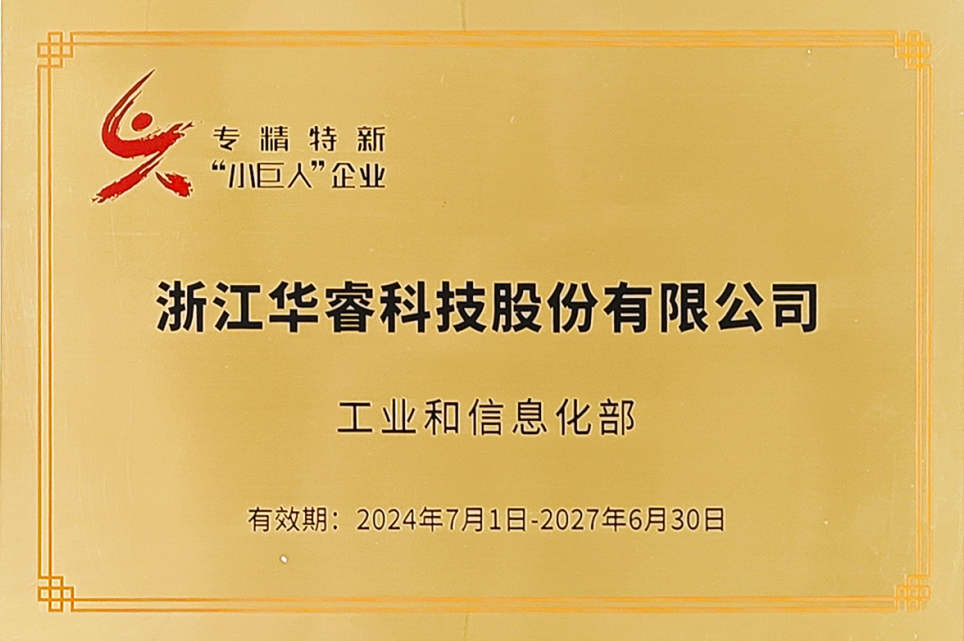 专精特新
“小巨人”企业
浙江华睿科技股份有限公司
工业和信息化部
有效期：2024年7月1日-2027年6月30日